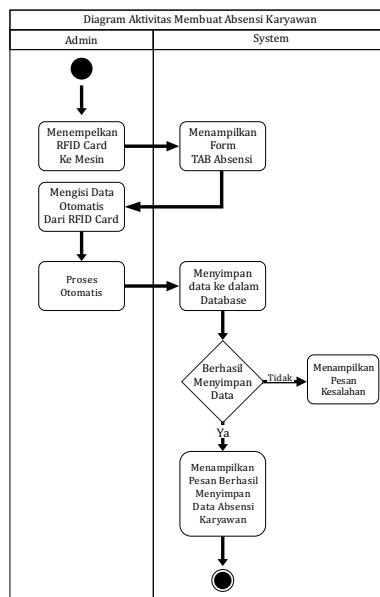 Diagram Aktivitas Membuat Absensi Karyawan
Admin
System
Menempelkan
RFID Card
Ke Mesin
Menampilkan
Form
TAB Absensi
Mengisi Data
Otomatis
Dari RFID Card
Proses
Otomatis
Menyimpan
data ke dalam
Database
Berhasil
Menyimpan
Data
Tidak
Menampilkan
Pesan
Kesalahan
Ya
Menampilkan
Pesan Berhasil
Menyimpan
Data Absensi
Karyawan